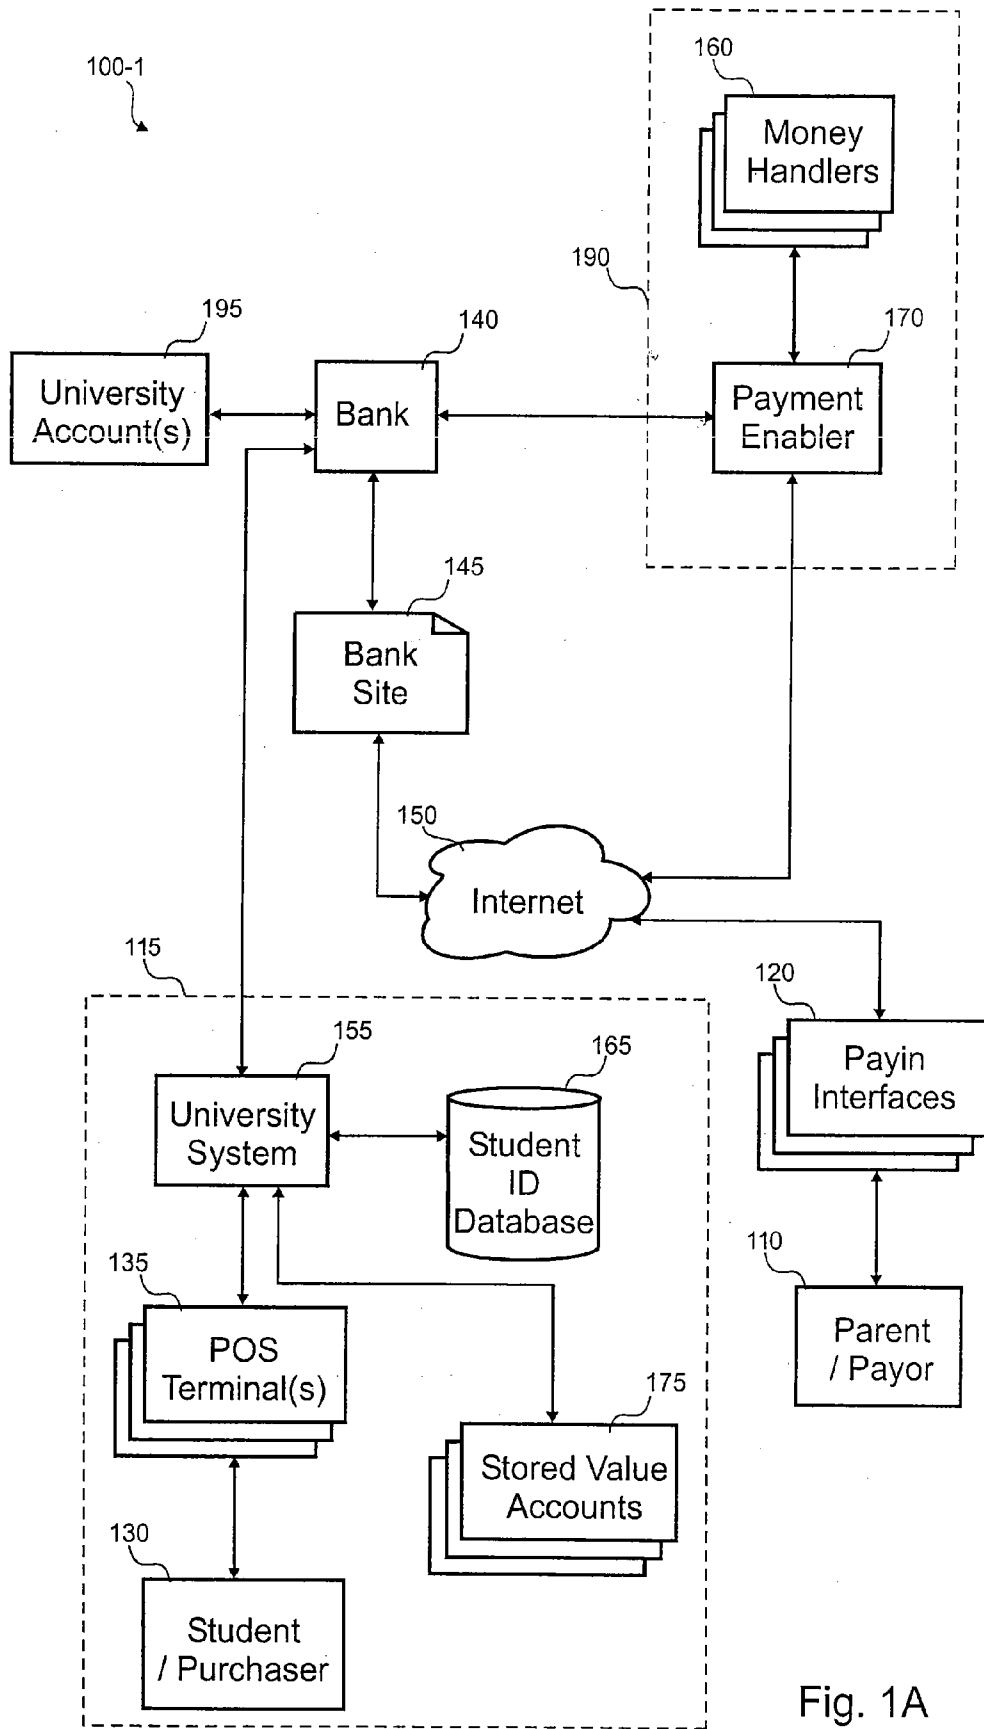 100-1
160
Money
Handlers
190
195
140
170
University
Account(s)
Bank
Payment
Enabler
145
Bank
Site
150
Internet
115
120
155
165
Payin
Interfaces
University
System
Student
ID
Database
135
110
POS
Terminal(s)
Parent
/ Payor
175
Stored Value
Accounts
130
Student
/ Purchaser
Fig. 1A